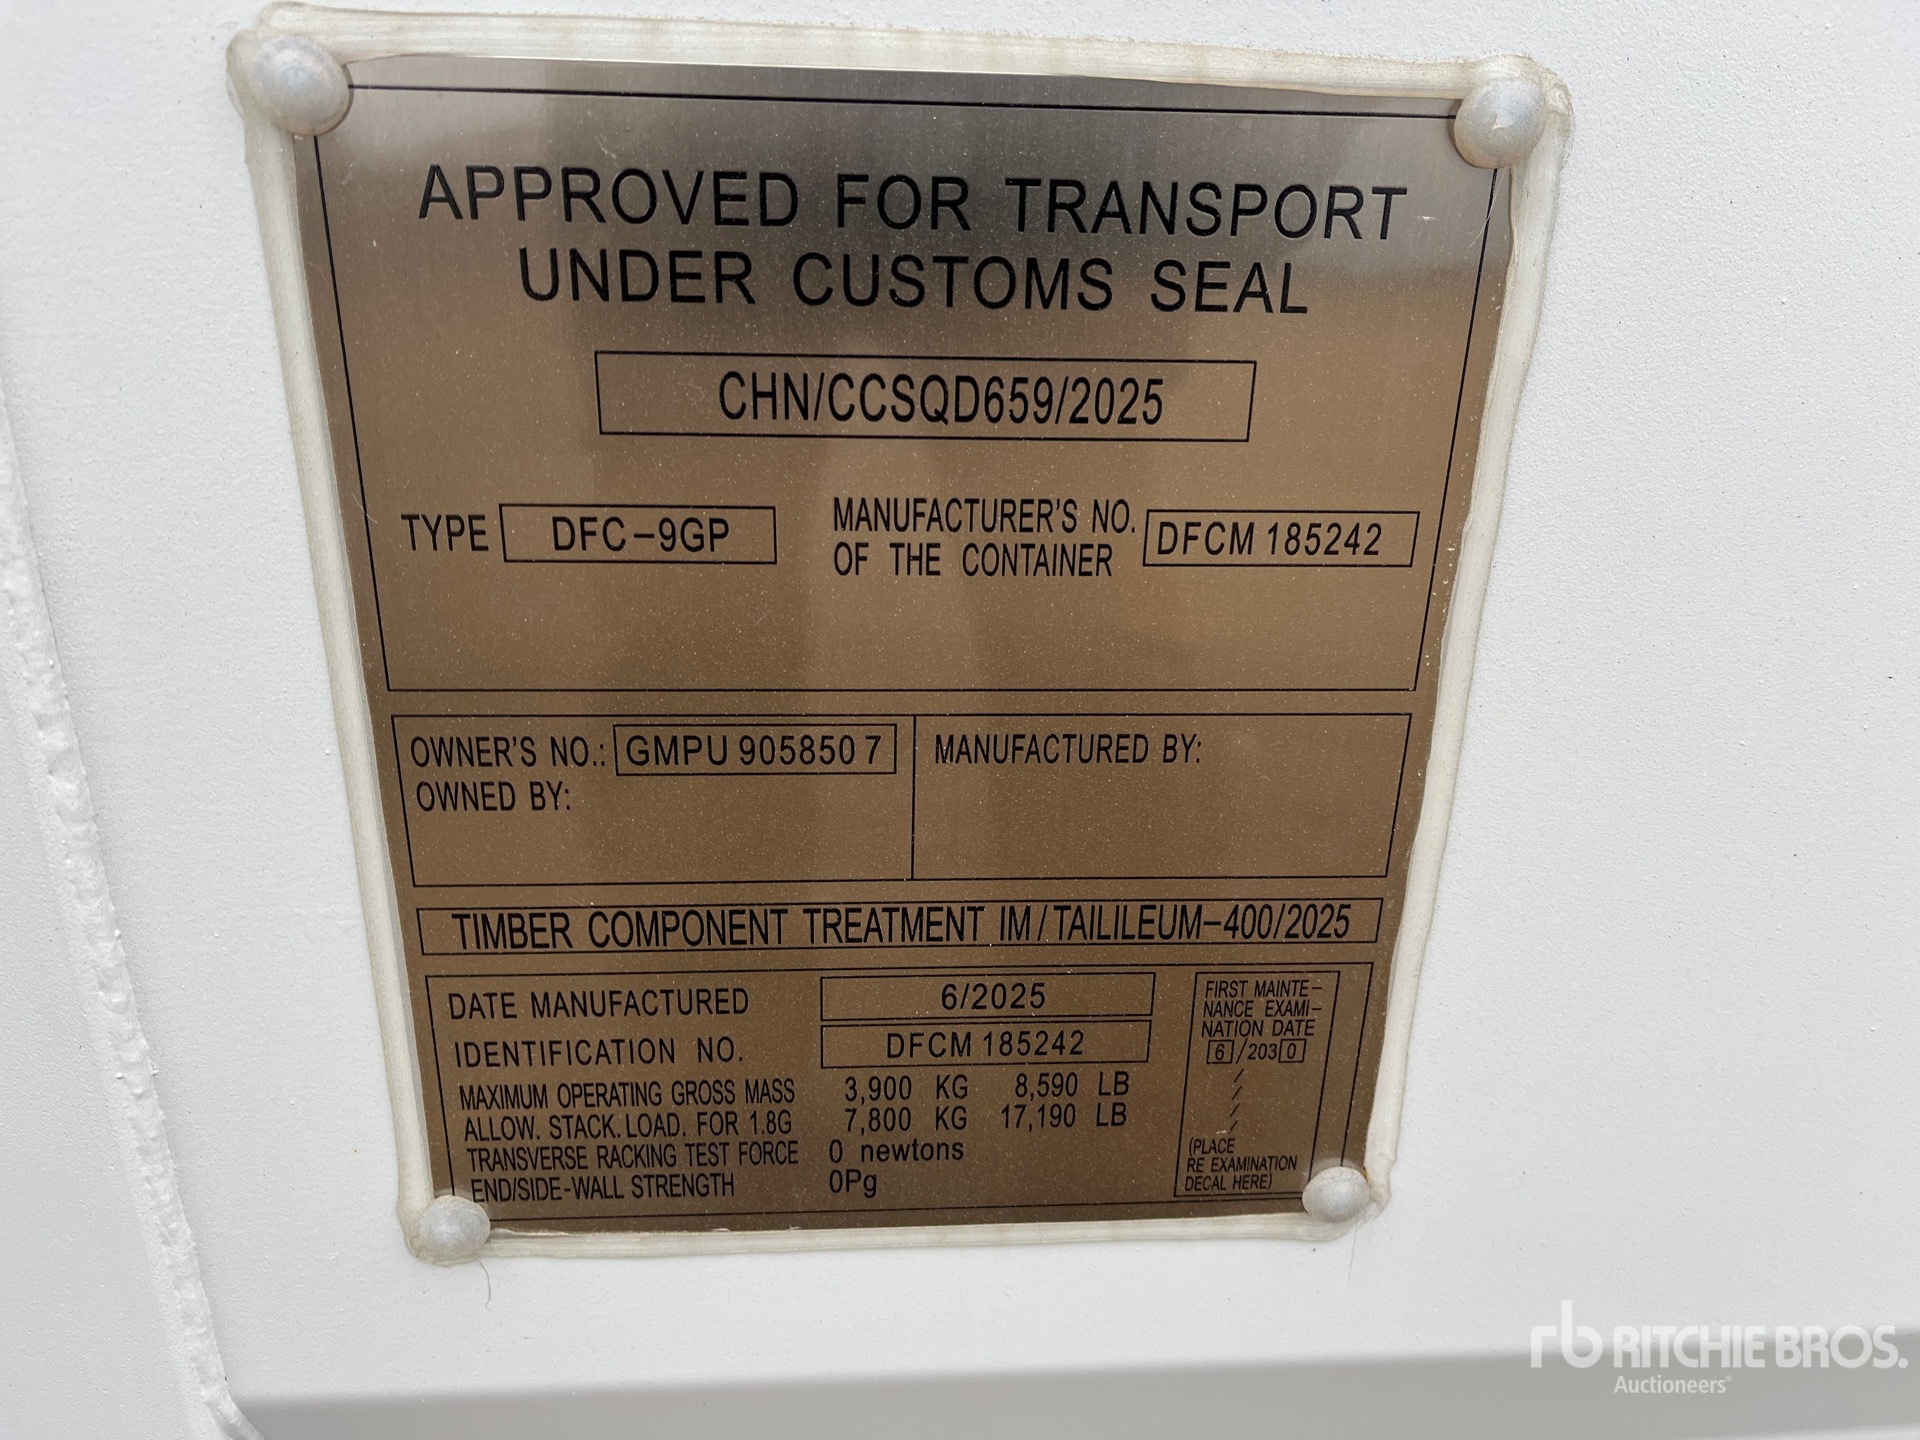 APPROVED FOR TRANSPORT
UNDER CUSTOMS SEAL
CHN/CCSQD659/2025
TYPE DFC-9GP
MANUFACTURER'S NO.
OF THE CONTAINER
DFCM 185242
OWNER'S NO.: GMPU 905850 7
OWNED BY:
MANUFACTURED BY:
TIMBER COMPONENT TREATMENT IM/TAILILEUM-400/2025
DATE MANUFACTURED 6/2025
IDENTIFICATION NO. DFCM 185242
MAXIMUM OPERATING GROSS MASS 3,900 KG 8,590 LB
ALLOW. STACK. LOAD. FOR 1.8G 7,800 KG 17,190 LB
TRANSVERSE RACKING TEST FORCE 0 newtons
END/SIDE-WALL STRENGTH 0Pg
FIRST MAINTE-
NANCE EXAMI-
NATION DATE
6/2030
/
/
/
/
(PLACE
RE EXAMINATION
DECAL HERE)
rb RITCHIE BROS.
Auctioneers